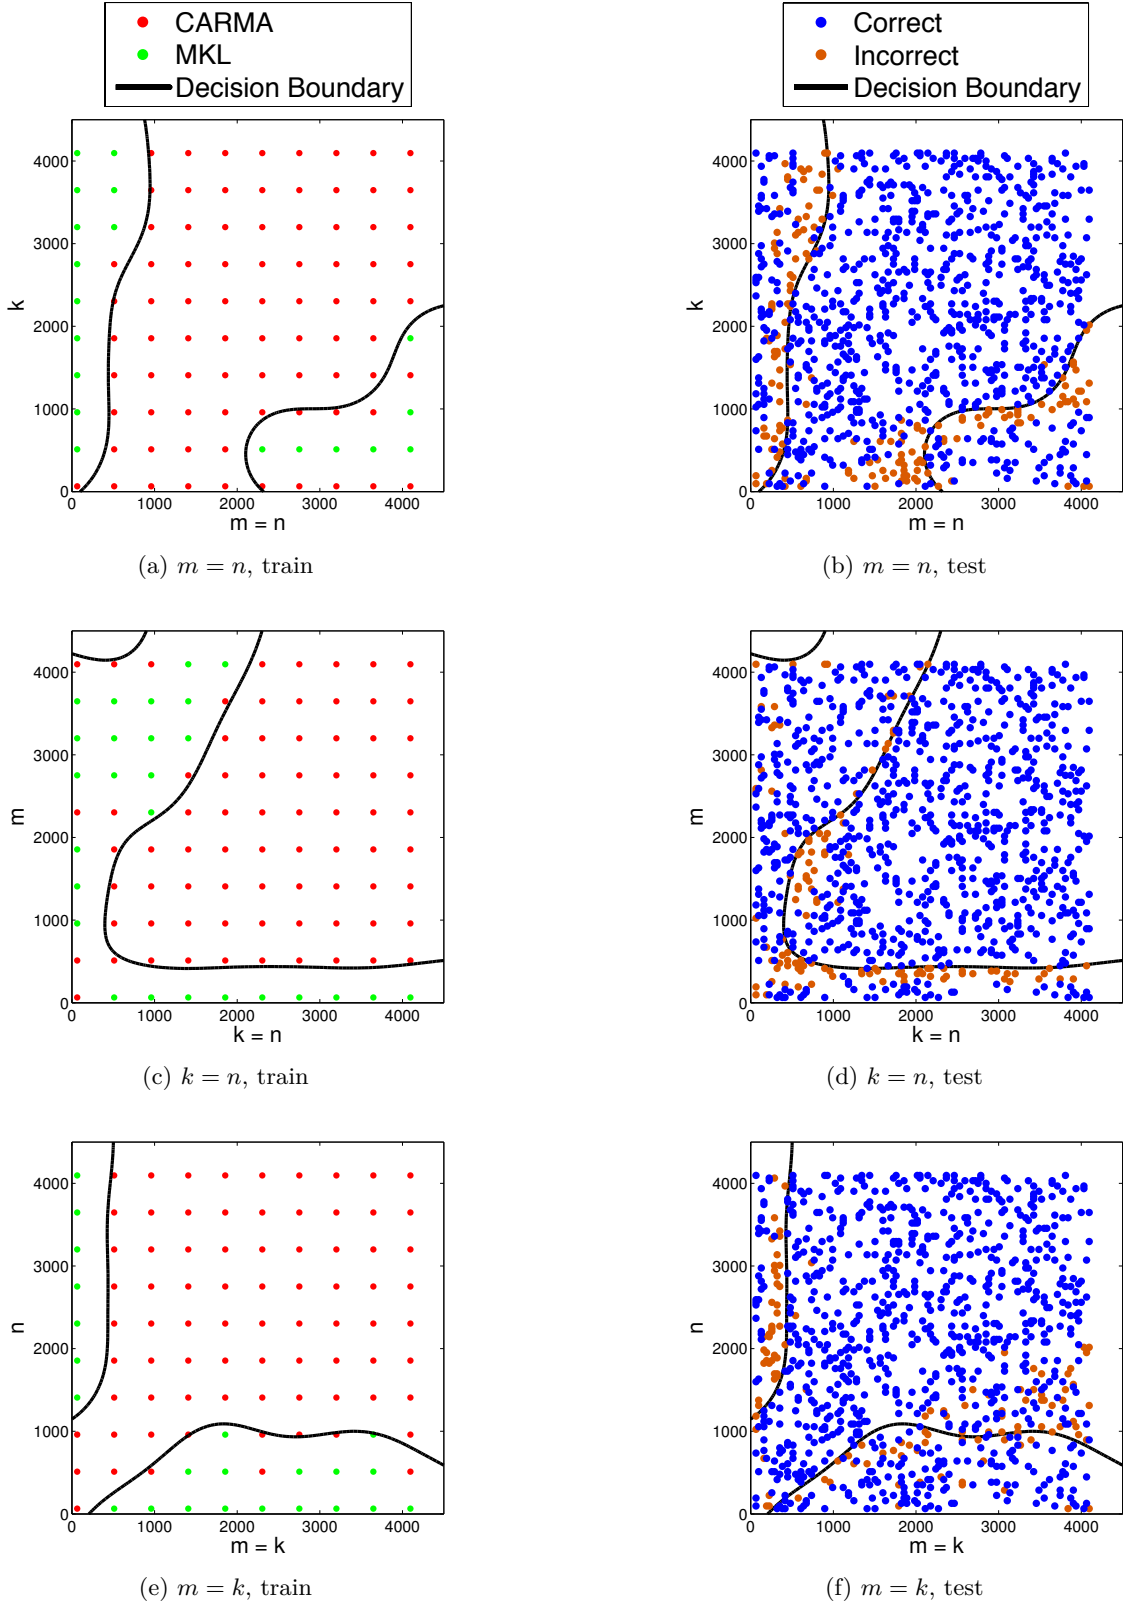 CARMA
MKL
Decision Boundary
Correct
Incorrect
Decision Boundary
4000
3000
2000
1000
0
k
0 1000 2000 3000 4000
m = n
(a) m = n, train
4000
3000
2000
1000
0
k
0 1000 2000 3000 4000
m = n
(b) m = n, test
4000
3000
2000
1000
0
m
0 1000 2000 3000 4000
k = n
(c) k = n, train
4000
3000
2000
1000
0
m
0 1000 2000 3000 4000
k = n
(d) k = n, test
4000
3000
2000
1000
0
n
0 1000 2000 3000 4000
m = k
(e) m = k, train
4000
3000
2000
1000
0
n
0 1000 2000 3000 4000
m = k
(f) m = k, test